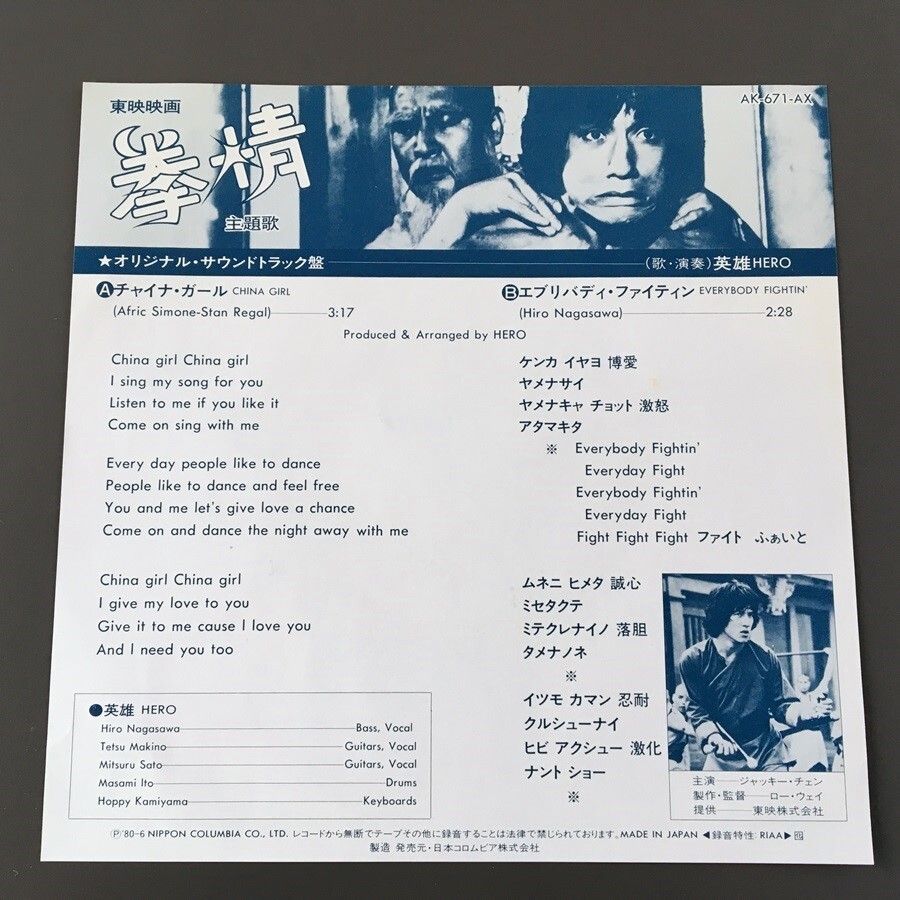 東映映画
AK-671-AX
拳精
主題歌
★オリジナル・サウンドトラック盤 (歌・演奏)英雄HERO
Aチャイナ・ガール CHINA GIRL
(Afric Simone-Stan Regal) 3:17
Bエブリバディ・ファイティン EVERYBODY FIGHTIN'
(Hiro Nagasawa) 2:28
Produced & Arranged by HERO
China girl China girl
I sing my song for you
Listen to me if you like it
Come on sing with me
Every day people like to dance
People like to dance and feel free
You and me let's give love a chance
Come on and dance the night away with me
China girl China girl
I give my love to you
Give it to me cause I love you
And I need you too
ケンカ イヤヨ 博愛
ヤメナサイ
ヤメナキャ チョット 激怒
アタマキタ
※ Everybody Fightin'
Everyday Fight
Everybody Fightin'
Everyday Fight
Fight Fight Fight ファイト ふぁいと
ムネニ ヒメタ 誠心
ミセタクテ
ミテクレナイノ 落胆
タメナノネ
※
イツモ カマン 忍耐
クルシューナイ
ヒビ アクシュー 激化
ナント ショー
※
●英雄 HERO
Hiro Nagasawa Bass, Vocal
Tetsu Makino Guitars, Vocal
Mitsuru Sato Guitars, Vocal
Masami Ito Drums
Hoppy Kamiyama Keyboards
主演 ジャッキー・チェン
製作・監督 ロー・ウェイ
提供 東映株式会社
Ⓟ'80-6 NIPPON COLUMBIA CO., LTD. レコードから無断でテープその他に録音することは法律で禁じられております。MADE IN JAPAN ◀録音特性: RIAA▶
製造 発売元・日本コロムビア株式会社